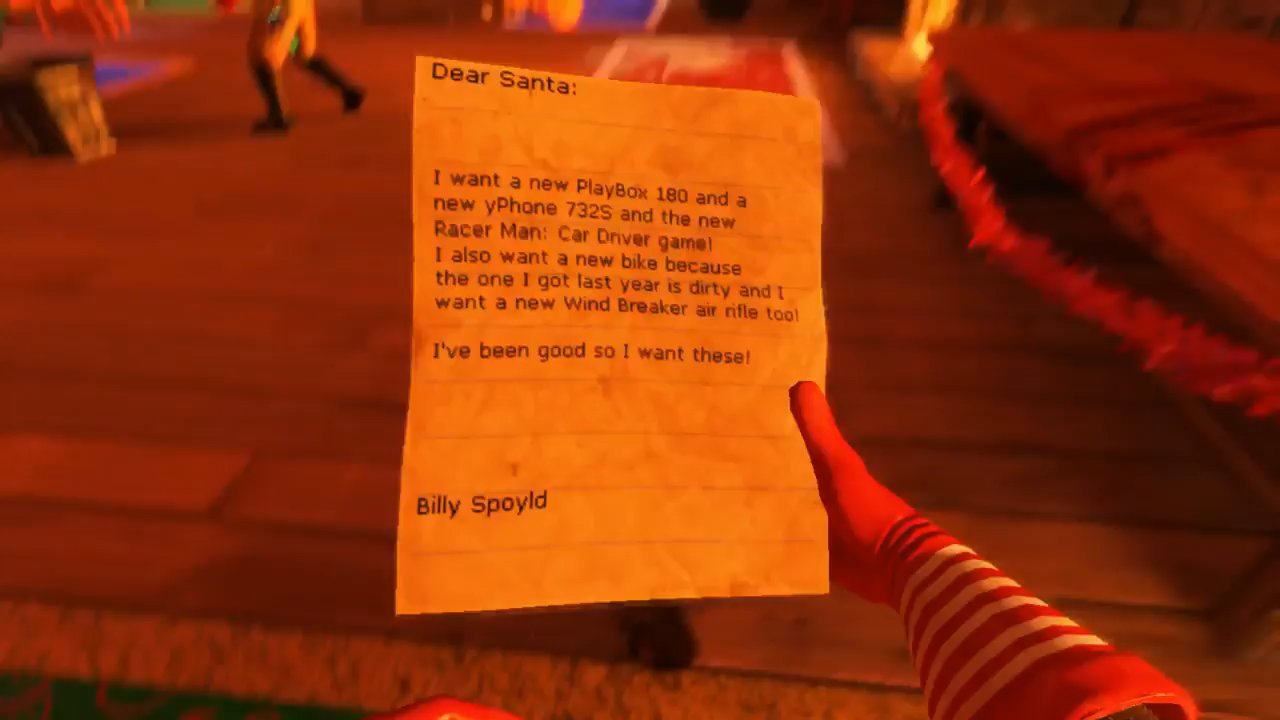 Dear Santa:
I want a new PlayBox 180 and a
new yPhone 732S and the new
Racer Man: Car Driver game!
I also want a new bike because
the one I got last year is dirty and I
want a new Wind Breaker air rifle too!
I've been good so I want these!
Billy Spoyld